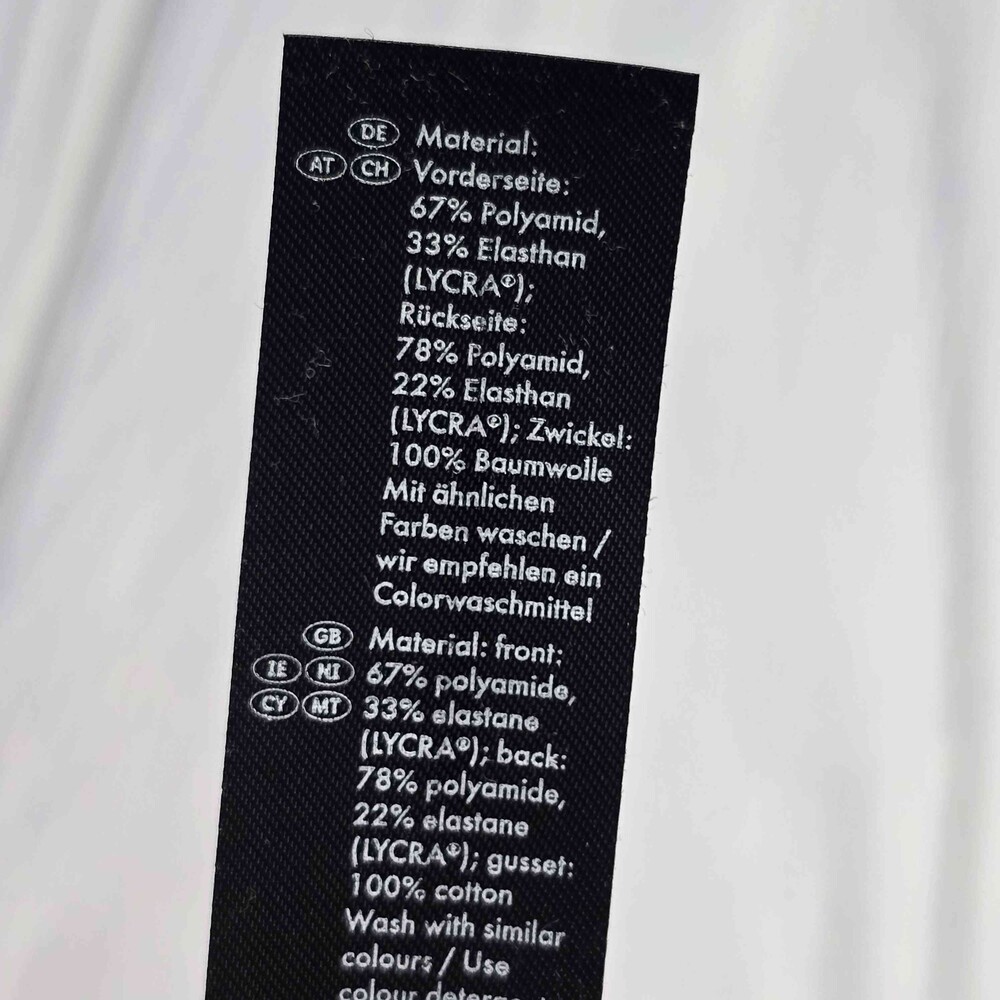 DE Material:
AT CH Vorderseite:
67% Polyamid,
33% Elasthan
(LYCRA®);
Rückseite:
78% Polyamid,
22% Elasthan
(LYCRA®); Zwickel:
100% Baumwolle
Mit ähnlichen
Farben waschen /
wir empfehlen ein
Colorwaschmittel
GB Material: front:
IE NI 67% polyamide,
CY MT 33% elastane
(LYCRA®); back:
78% polyamide,
22% elastane
(LYCRA®); gusset:
100% cotton
Wash with similar
colours / Use
colour